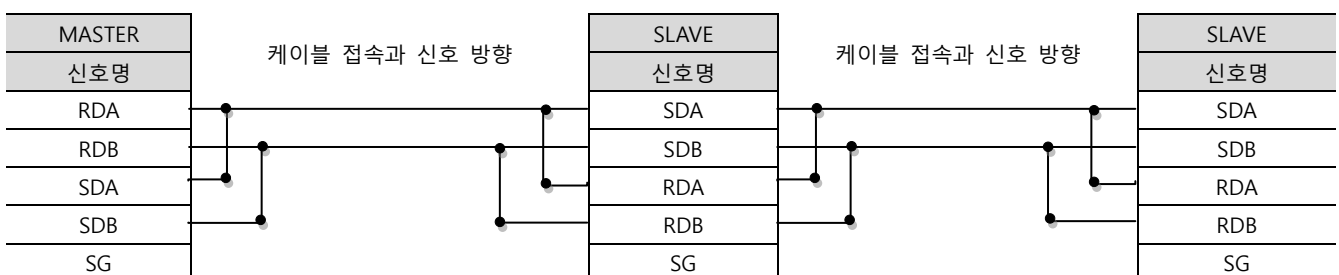 MASTER 케이블 접속과 신호 방향 SLAVE 케이블 접속과 신호 방향 SLAVE
신호명 신호명 신호명
RDA SDA SDA
RDB SDB SDB
SDA RDA RDA
SDB RDB RDB
SG SG SG